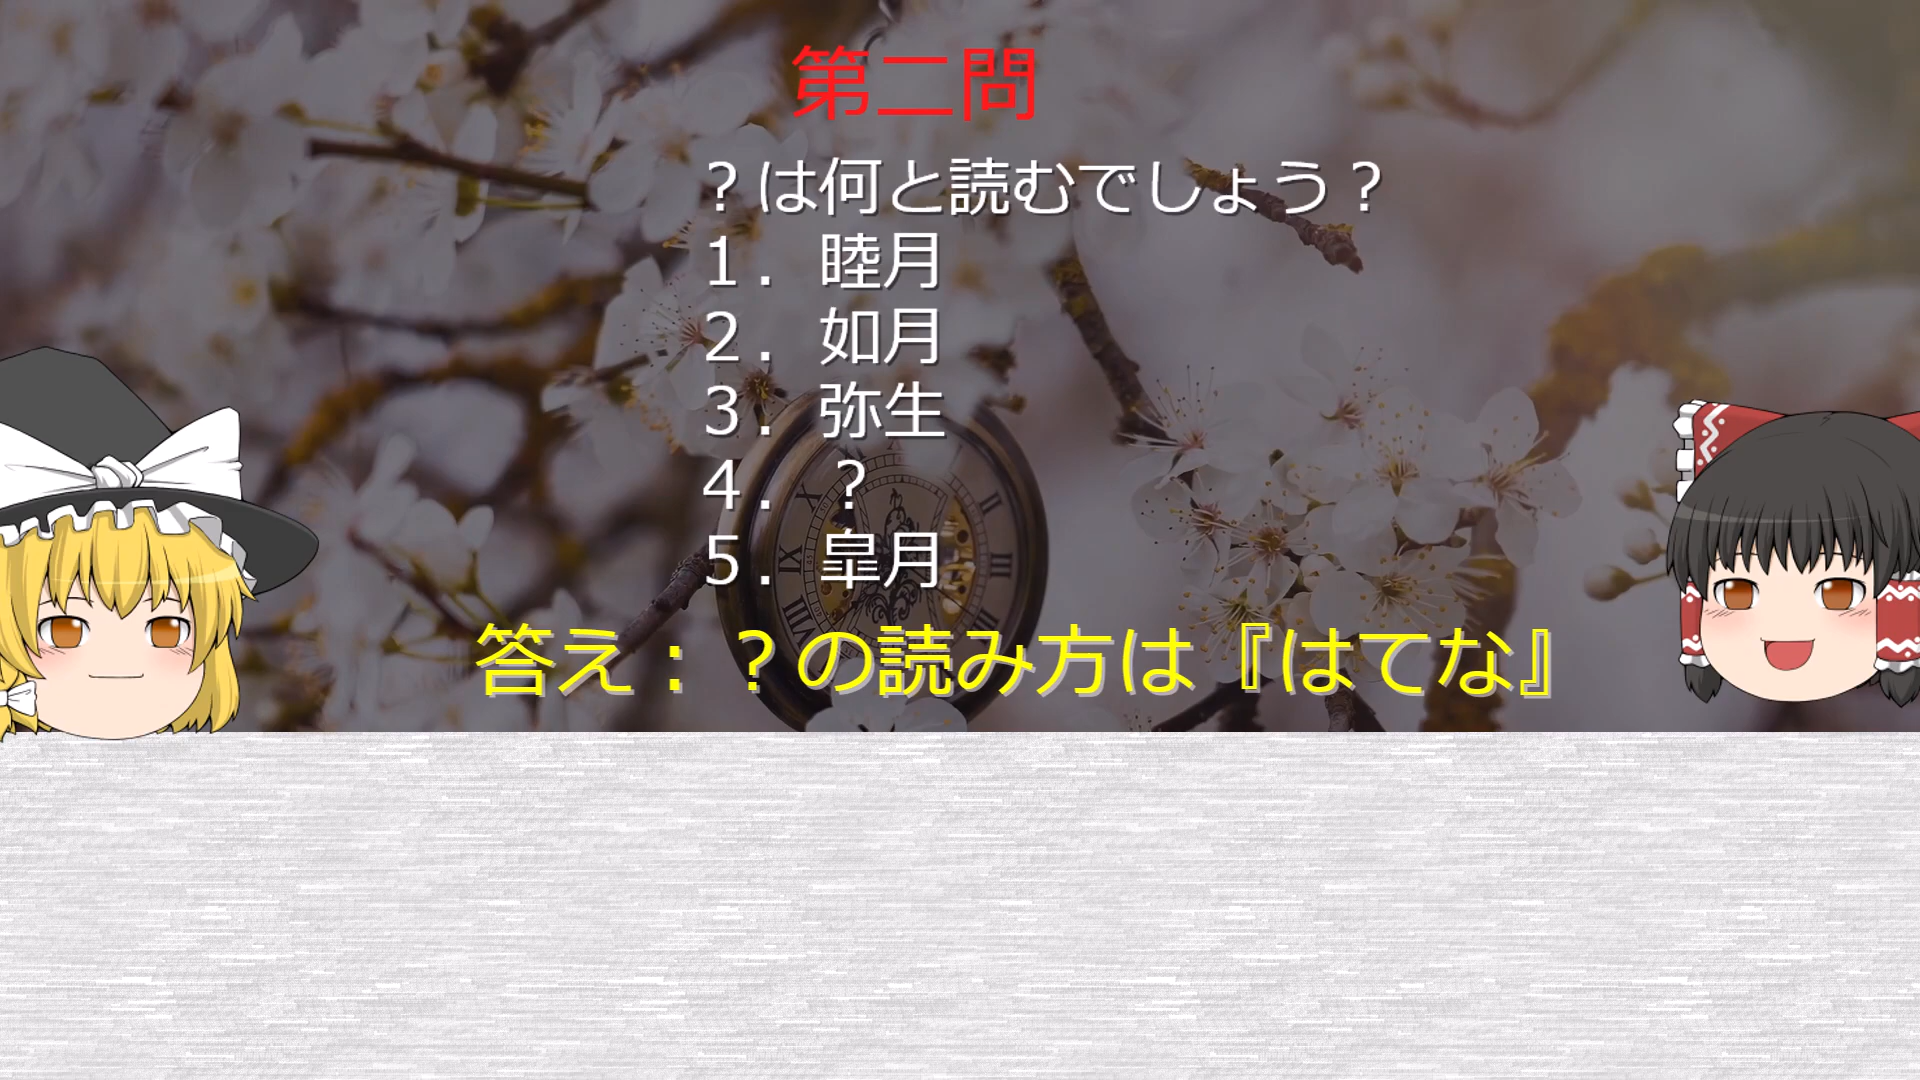 第二問
？は何と読むでしょう？
１．睦月
２．如月
３．弥生
４．？
５．皐月
答え：？の読み方は『はてな』